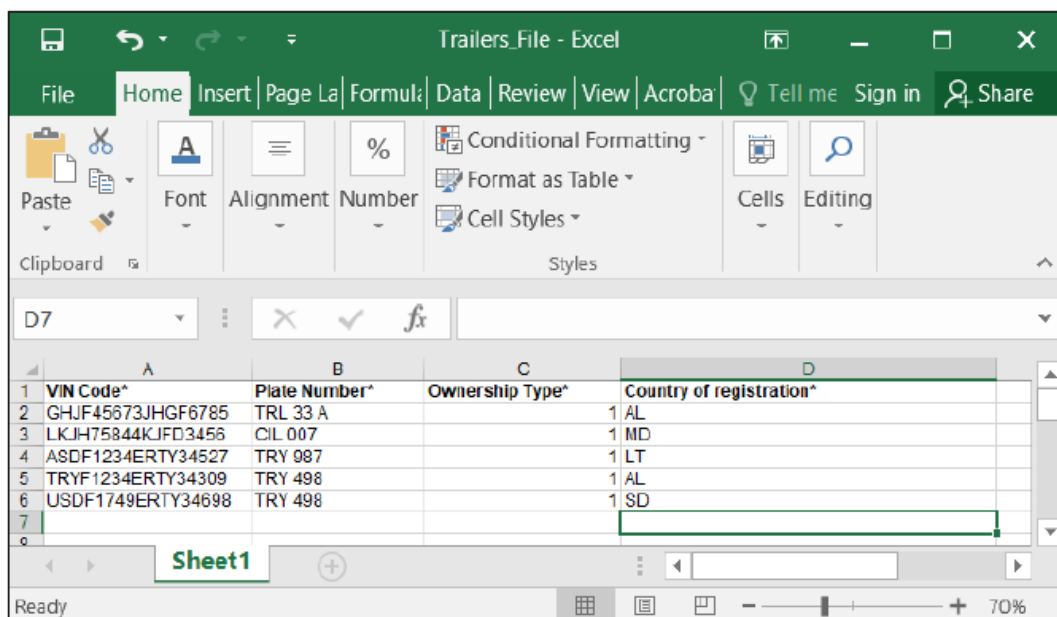 Trailers_File - Excel
File Home Insert Page La Formula Data Review View Acrobat Tell me Sign in Share
Paste
Font
Alignment
Number
Conditional Formatting
Format as Table
Cell Styles
Cells
Editing
Clipboard
Styles
D7
fx
A B C D
1 VIN Code* Plate Number* Ownership Type* Country of registration*
2 GHJF45673JHGF6785 TRL 33 A 1 AL
3 LKJH75844KJFD3456 CIL 007 1 MD
4 ASDF1234ERTY34527 TRY 987 1 LT
5 TRYF1234ERTY34309 TRY 498 1 AL
6 USDF1749ERTY34698 TRY 498 1 SD
7
Sheet1
Ready
70%